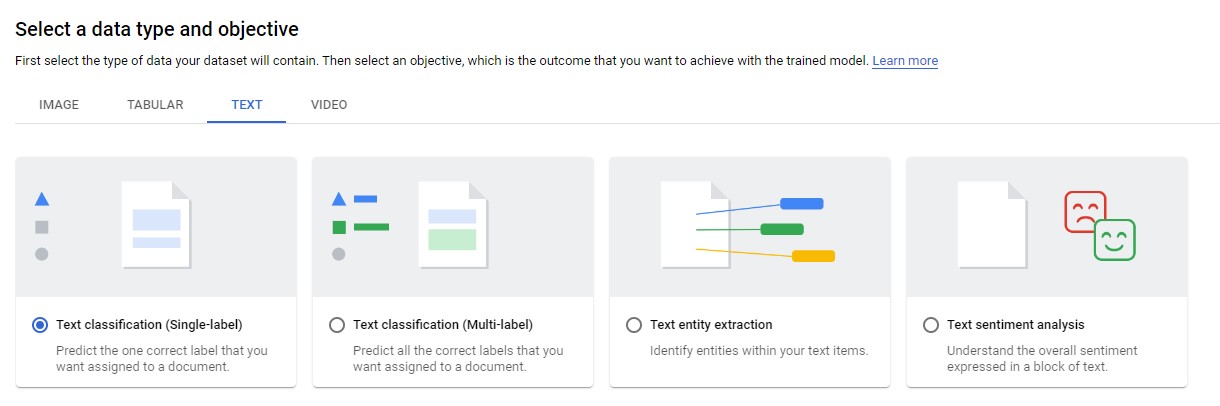 Select a data type and objective
First select the type of data your dataset will contain. Then select an objective, which is the outcome that you want to achieve with the trained model. Learn more
IMAGE TABULAR TEXT VIDEO
Text classification (Single-label)
Predict the one correct label that you
want assigned to a document.
Text classification (Multi-label)
Predict all the correct labels that you
want assigned to a document.
Text entity extraction
Identify entities within your text items.
Text sentiment analysis
Understand the overall sentiment
expressed in a block of text.